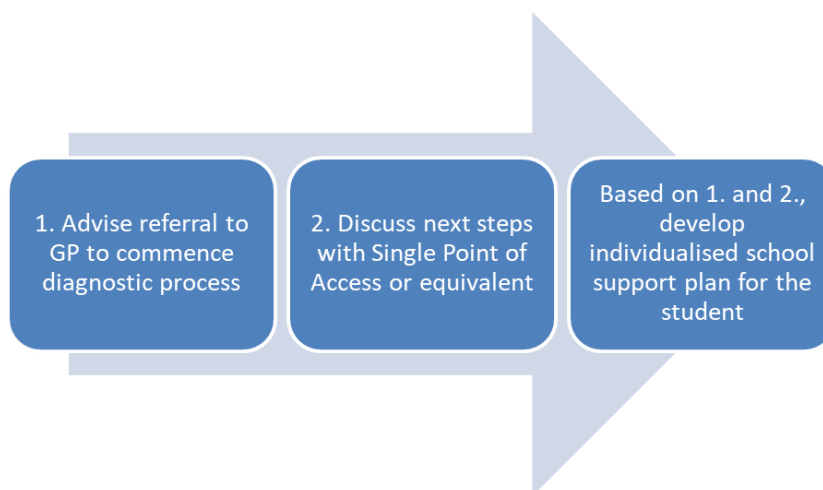 1. Advise referral to
GP to commence
diagnostic process
2. Discuss next steps
with Single Point of
Access or equivalent
Based on 1. and 2.,
develop
individualised school
support plan for the
student